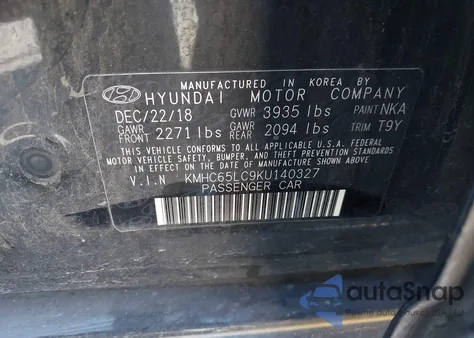 MANUFACTURED IN KOREA BY
HYUNDAI MOTOR COMPANY
DEC/22/18 GVWR 3935 lbs PAINT NKA
GAWR FRT 2271 lbs GAWR REAR 2094 lbs TRIM T9Y
THIS VEHICLE CONFORMS TO ALL APPLICABLE U.S.A. FEDERAL
MOTOR VEHICLE SAFETY, BUMPER, AND THEFT PREVENTION
STANDARDS IN EFFECT ON THE DATE OF MANUFACTURE SHOWN ABOVE.
V.I.N KMHC65LC9KU140327
PASSENGER CAR
autoSnap